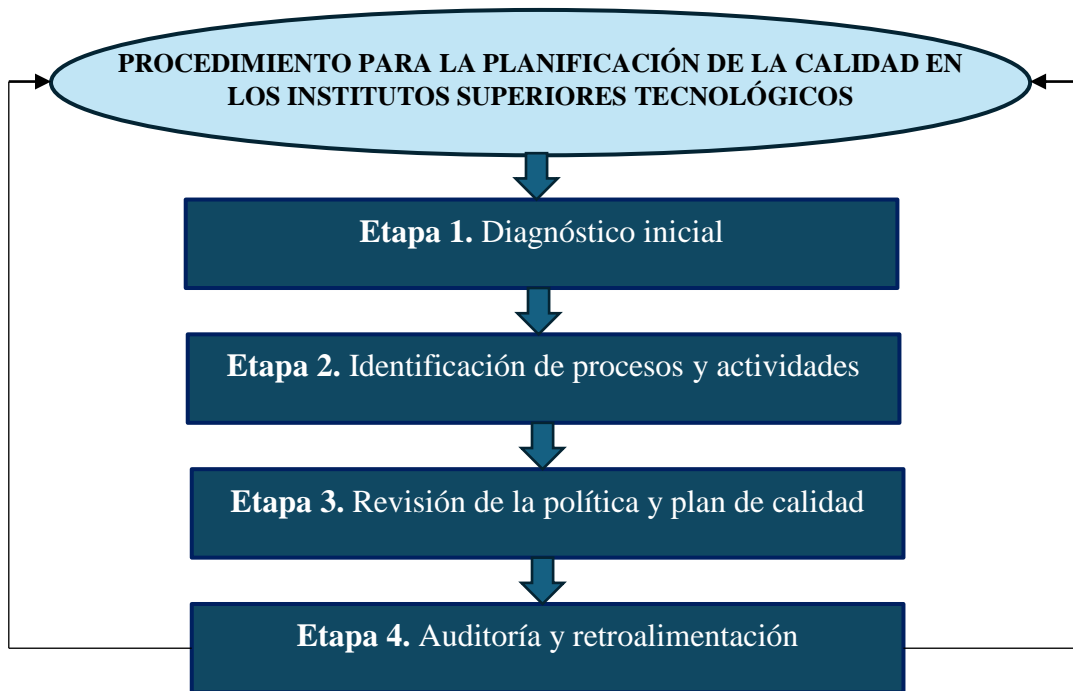 PROCEDIMIENTO PARA LA PLANIFICACIÓN DE LA CALIDAD EN
LOS INSTITUTOS SUPERIORES TECNOLÓGICOS
Etapa 1. Diagnóstico inicial
Etapa 2. Identificación de procesos y actividades
Etapa 3. Revisión de la política y plan de calidad
Etapa 4. Auditoría y retroalimentación